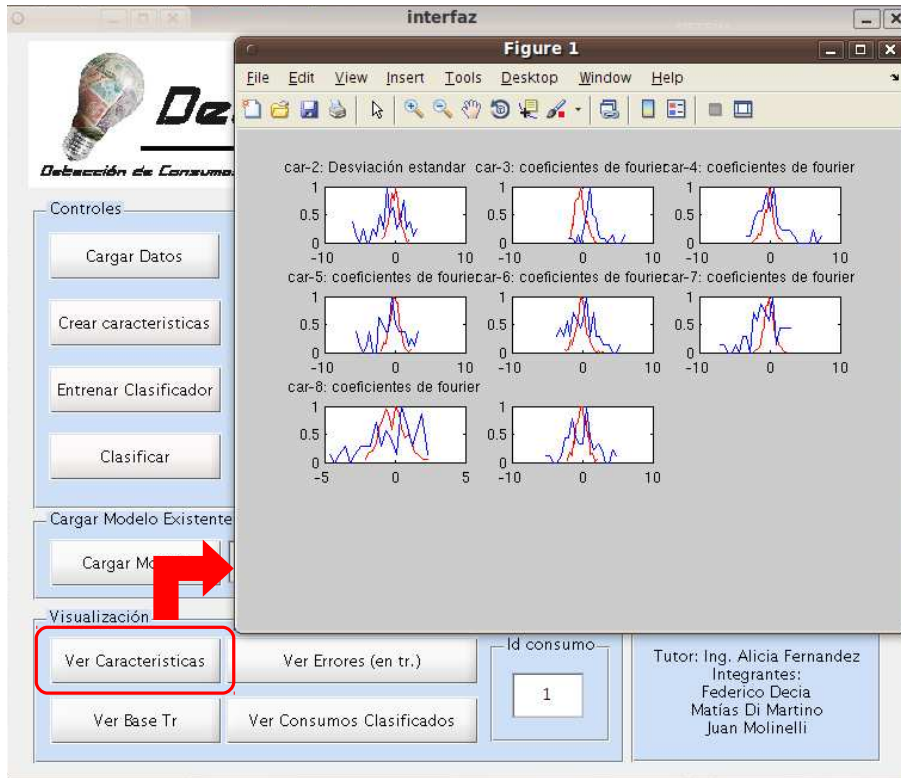 interfaz
De
Detección de Consumo
Controles
Cargar Datos
Crear caracteristicas
Entrenar Clasificador
Clasificar
Cargar Modelo Existente
Cargar Mo
Visualización
Ver Caracteristicas
Ver Errores (en tr.)
Ver Base Tr
Ver Consumos Clasificados
Id consumo
1
Tutor: Ing. Alicia Fernandez
Integrantes:
Federico Decia
Matías Di Martino
Juan Molinelli
Figure 1
File Edit View Insert Tools Desktop Window Help
car-2: Desviación estandar
1
0.5
0
-10 0 10
car-3: coeficientes de fourier
1
0.5
0
-10 0 10
car-4: coeficientes de fourier
1
0.5
0
-10 0 10
car-5: coeficientes de fourier
1
0.5
0
-10 0 10
car-6: coeficientes de fourier
1
0.5
0
-10 0 10
car-7: coeficientes de fourier
1
0.5
0
-10 0 10
car-8: coeficientes de fourier
1
0.5
0
-5 0 5
1
0.5
0
-10 0 10